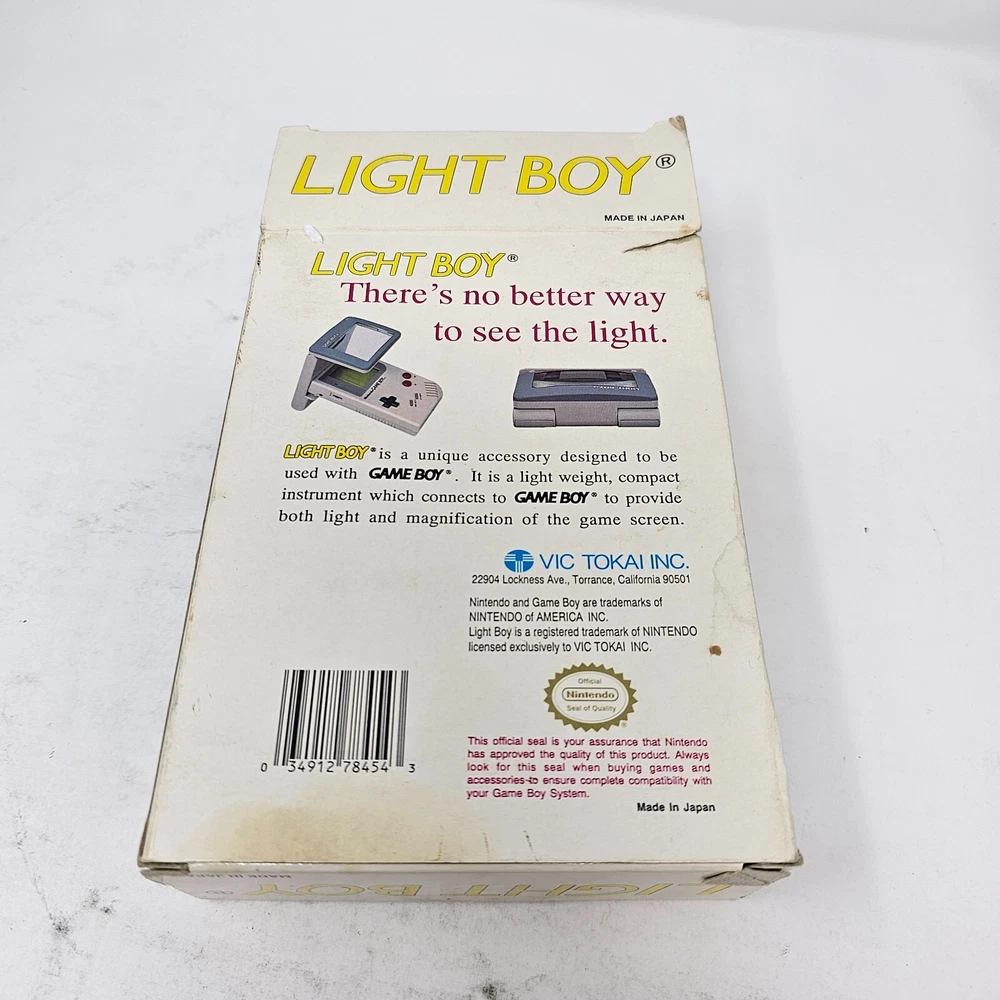 LIGHT BOY®
MADE IN JAPAN
LIGHT BOY®
There's no better way
to see the light.
LIGHT BOY® is a unique accessory designed to be
used with GAME BOY®. It is a light weight, compact
instrument which connects to GAME BOY® to provide
both light and magnification of the game screen.
VIC TOKAI INC.
22904 Lockness Ave., Torrance, California 90501
Nintendo and Game Boy are trademarks of
NINTENDO of AMERICA INC.
Light Boy is a registered trademark of NINTENDO
licensed exclusively to VIC TOKAI INC.
Official
Nintendo
Seal of Quality
®
This official seal is your assurance that Nintendo
has approved the quality of this product. Always
look for this seal when buying games and
accessories to ensure complete compatibility with
your Game Boy System.
Made in Japan
0 34912 78454 3
LIGHT BOY®
MADE IN JAPAN